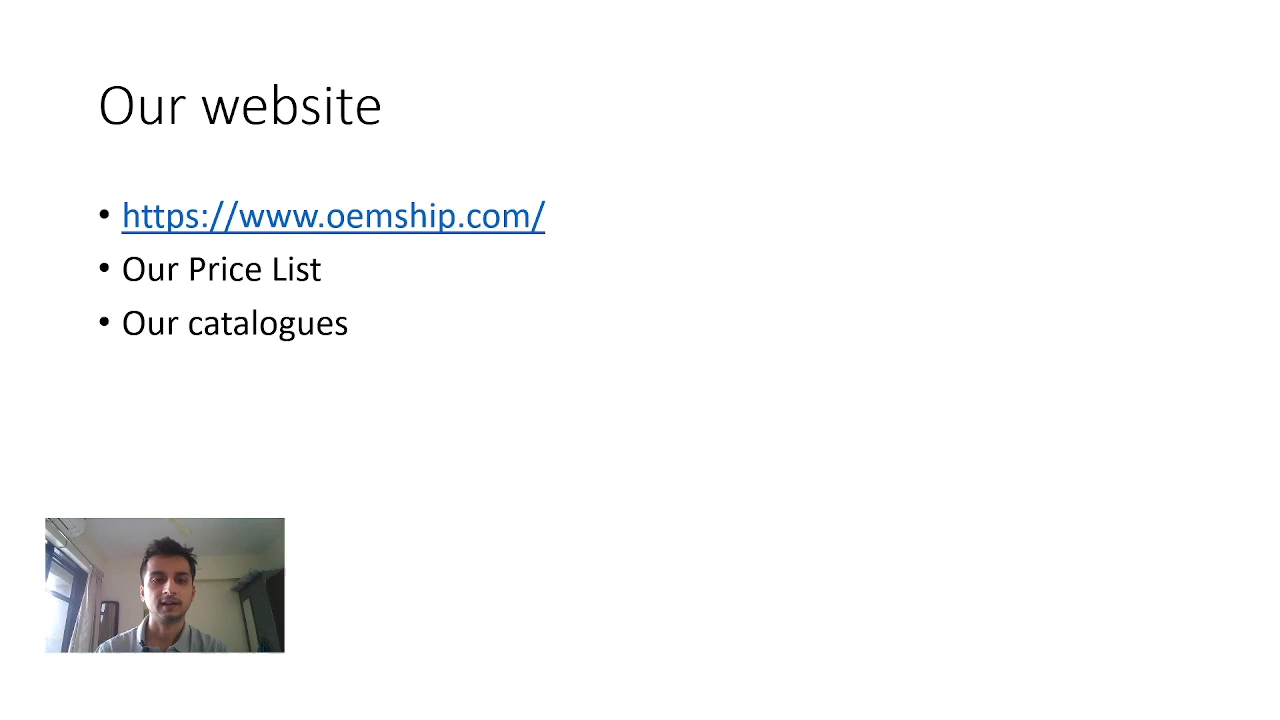 Our website
• https://www.oemship.com/
• Our Price List
• Our catalogues